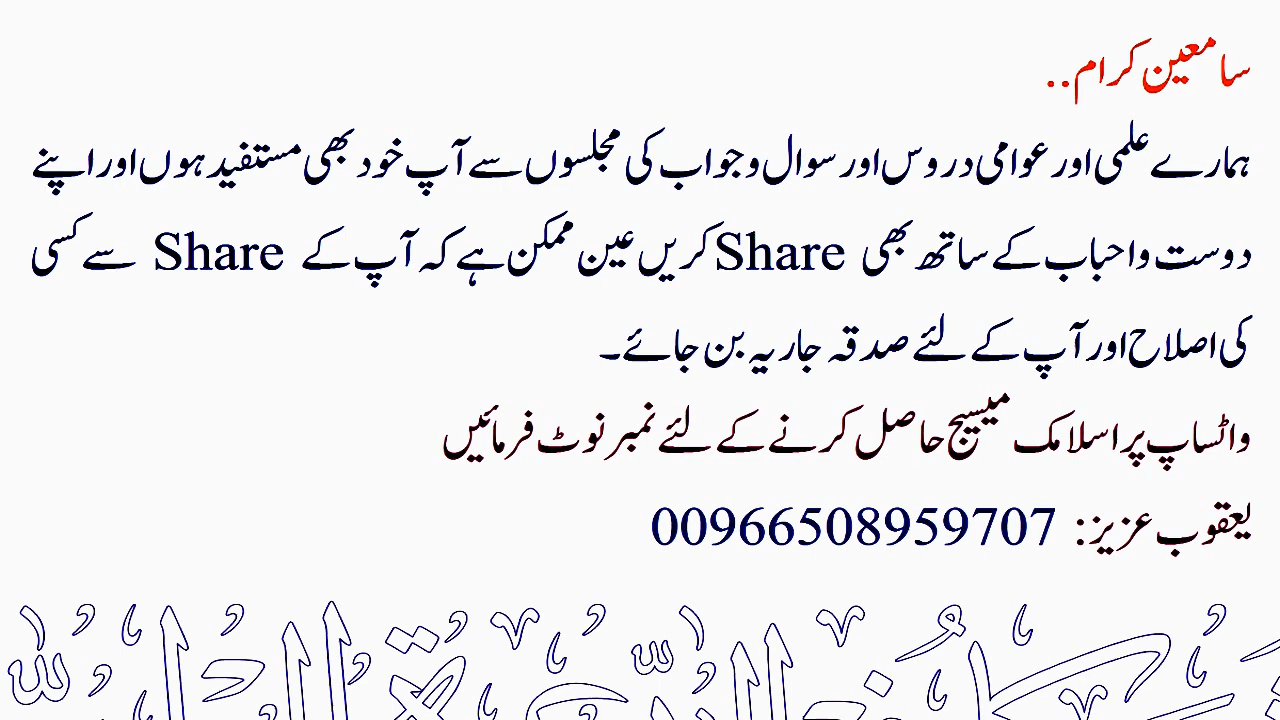 سامعین کرام..
ہمارے علمی اور عوامی دروس اور سوال و جواب کی مجلسوں سے آپ خود بھی مستفید ہوں اور اپنے
دوست و احباب کے ساتھ بھی Share کریں عین ممکن ہے کہ آپ کے Share سے کسی
کی اصلاح اور آپ کے لئے صدقہ جاریہ بن جائے۔
واٹساپ پر اسلامک میسیج حاصل کرنے کے لئے نمبر نوٹ فرمائیں
یعقوب عزیز: 00966508959707